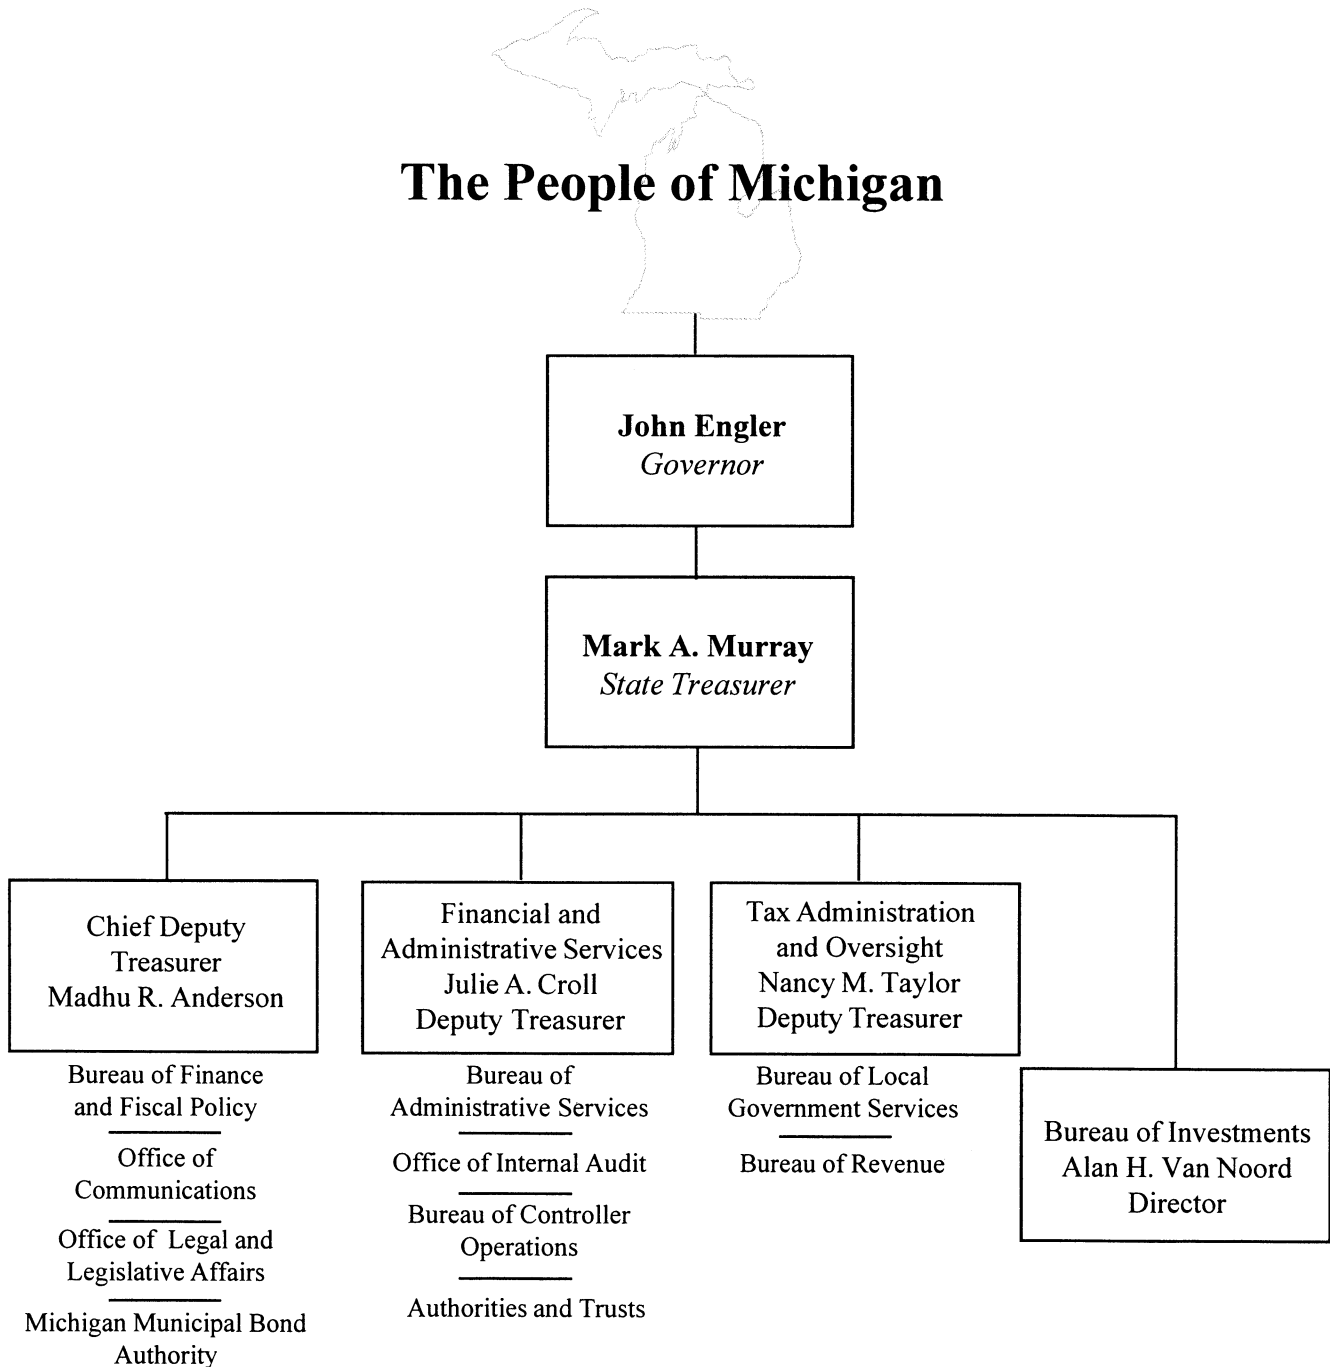 The People of Michigan
John Engler
Governor
Mark A. Murray
State Treasurer
Chief Deputy
Treasurer
Madhu R. Anderson
Bureau of Finance
and Fiscal Policy
Office of
Communications
Office of Legal and
Legislative Affairs
Michigan Municipal Bond
Authority
Financial and
Administrative Services
Julie A. Croll
Deputy Treasurer
Bureau of
Administrative Services
Office of Internal Audit
Bureau of Controller
Operations
Authorities and Trusts
Tax Administration
and Oversight
Nancy M. Taylor
Deputy Treasurer
Bureau of Local
Government Services
Bureau of Revenue
Bureau of Investments
Alan H. Van Noord
Director